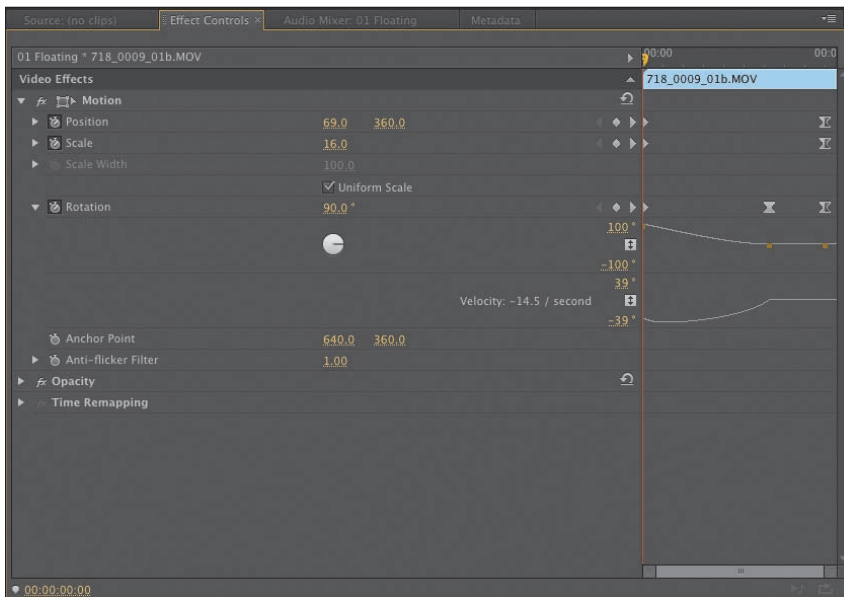 Source: (no clips) Effect Controls × Audio Mixer: 01 Floating Metadata
01 Floating * 718_0009_01b.MOV 00:00 00:0
Video Effects 718_0009_01b.MOV
fx Motion
Position 69.0 360.0
Scale 16.0
Scale Width 100.0
Uniform Scale
Rotation 90.0 °
100 °
-100 °
39 °
Velocity: -14.5 / second
-39 °
Anchor Point 640.0 360.0
Anti-flicker Filter 1.00
fx Opacity
fx Time Remapping
00:00:00:00